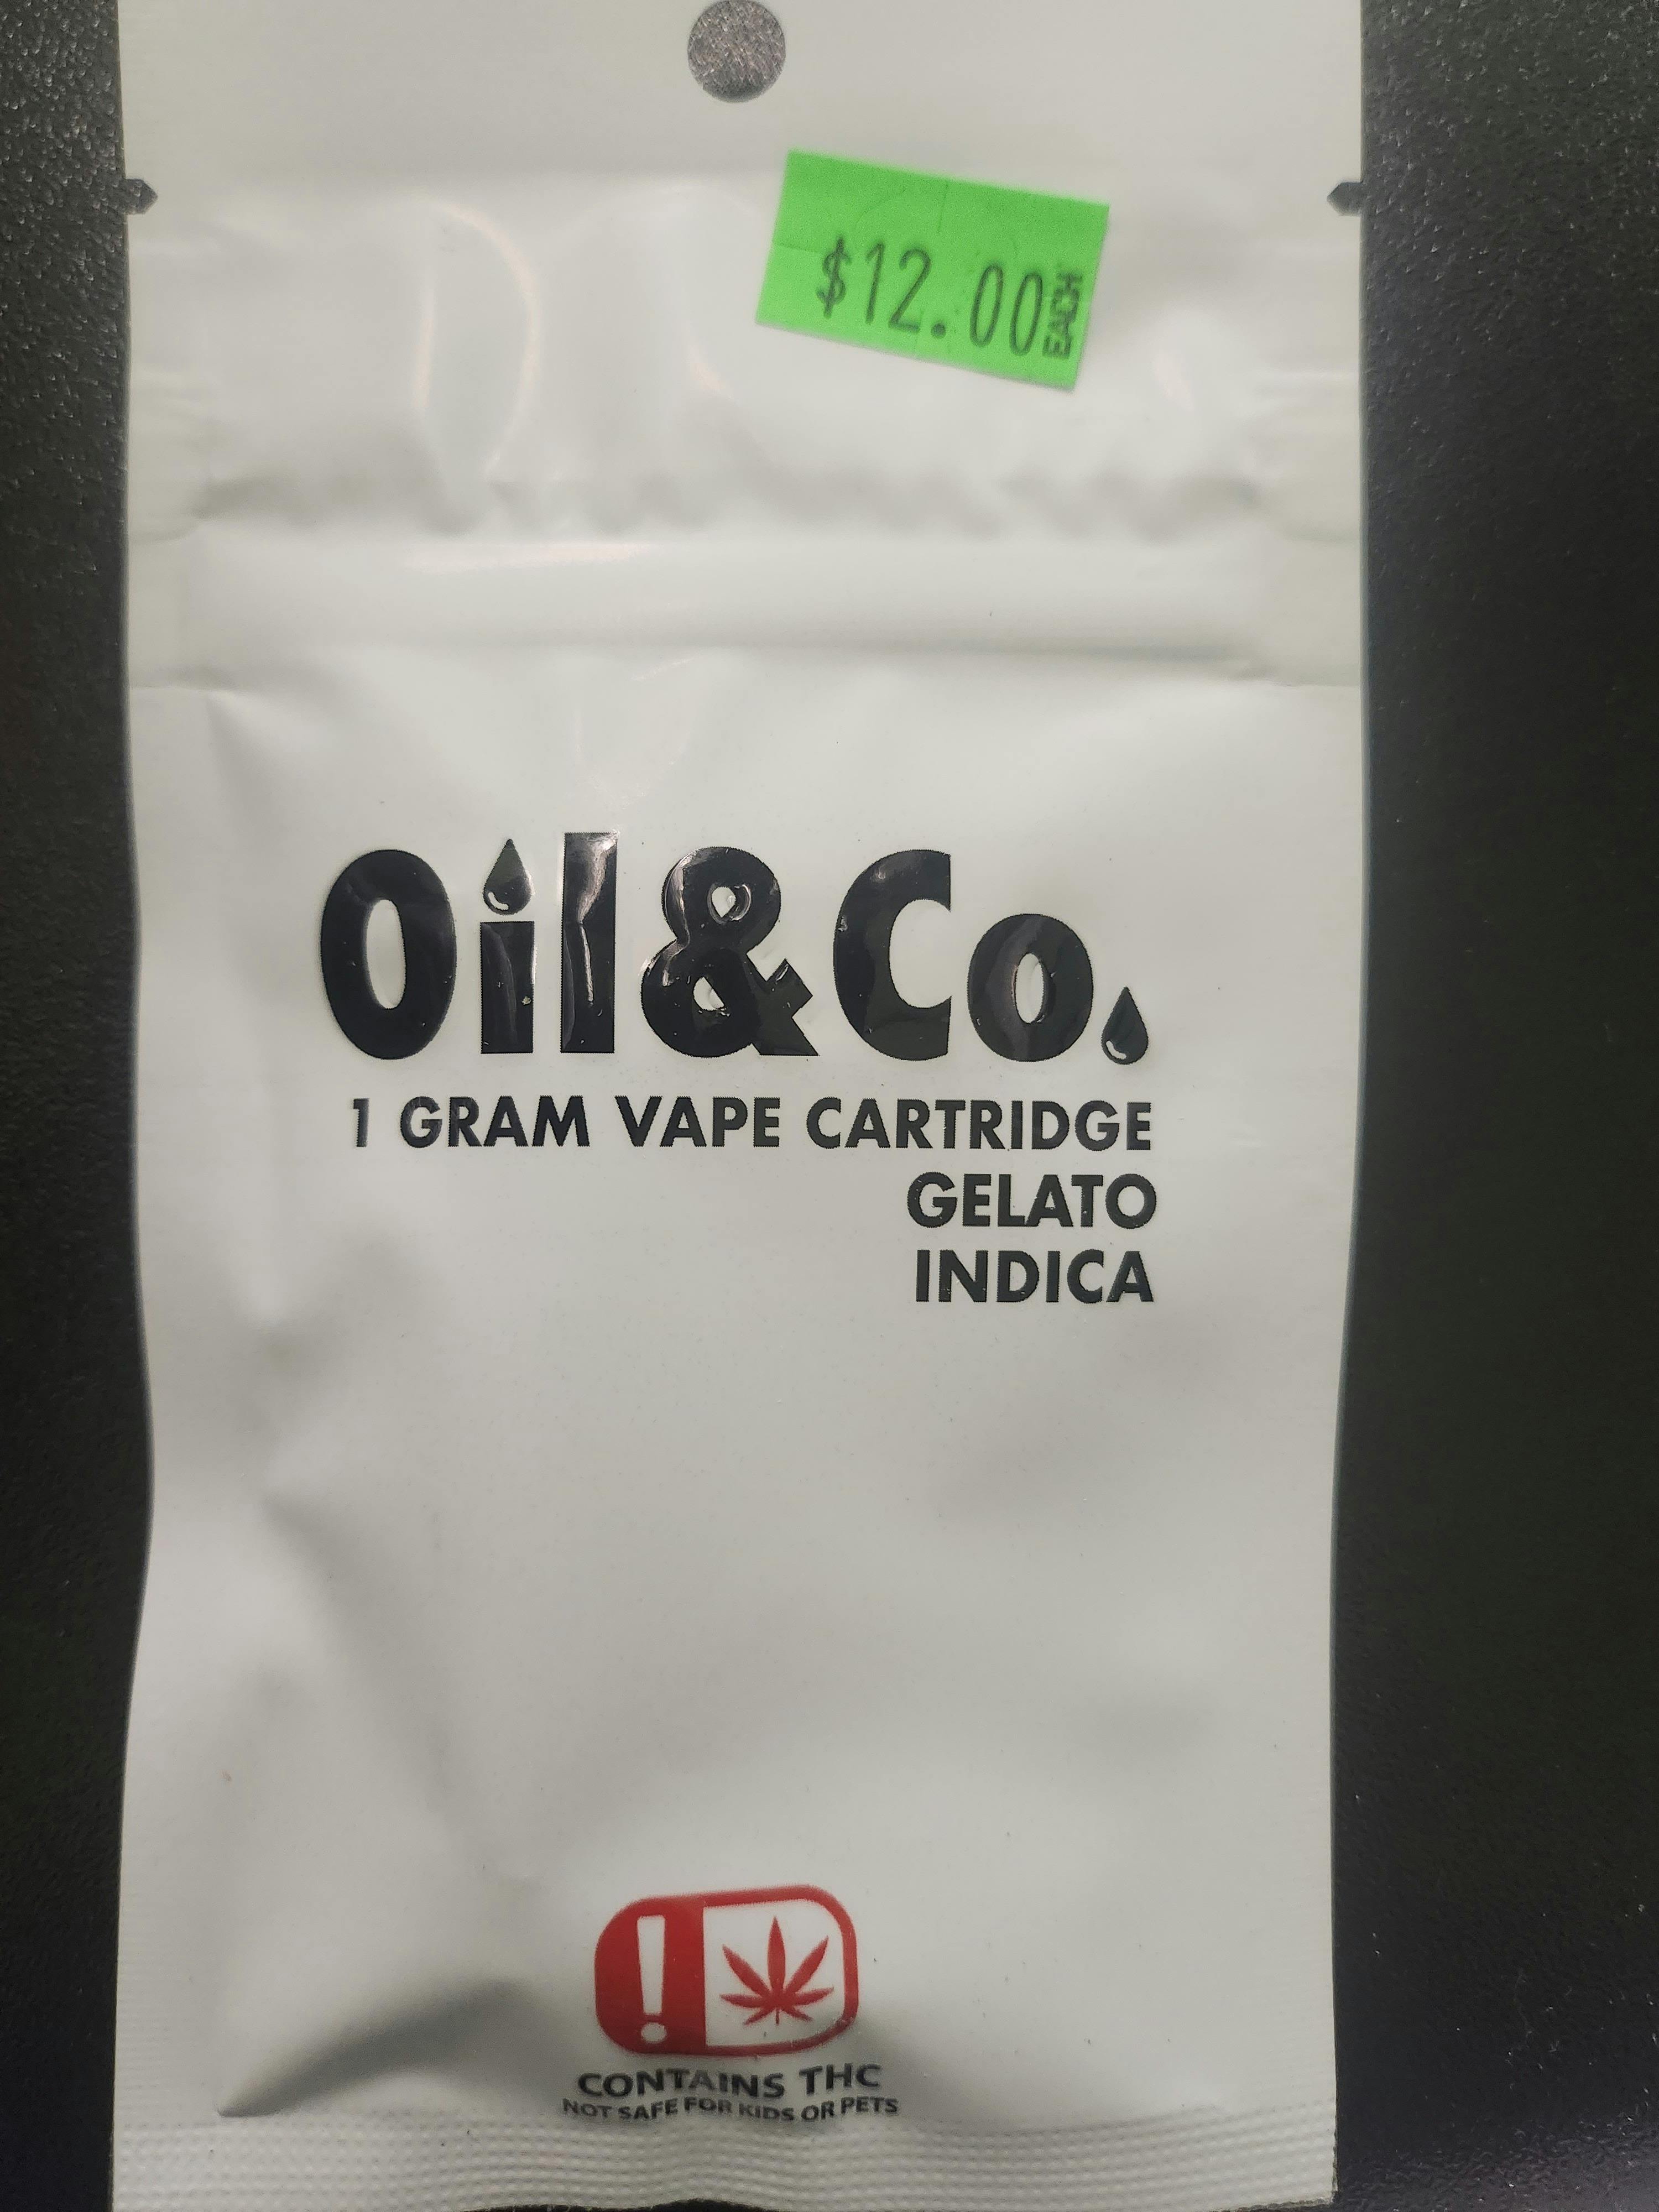 $12.00 EACH
Oil&Co.
1 GRAM VAPE CARTRIDGE
GELATO
INDICA
!
CONTAINS THC
NOT SAFE FOR KIDS OR PETS